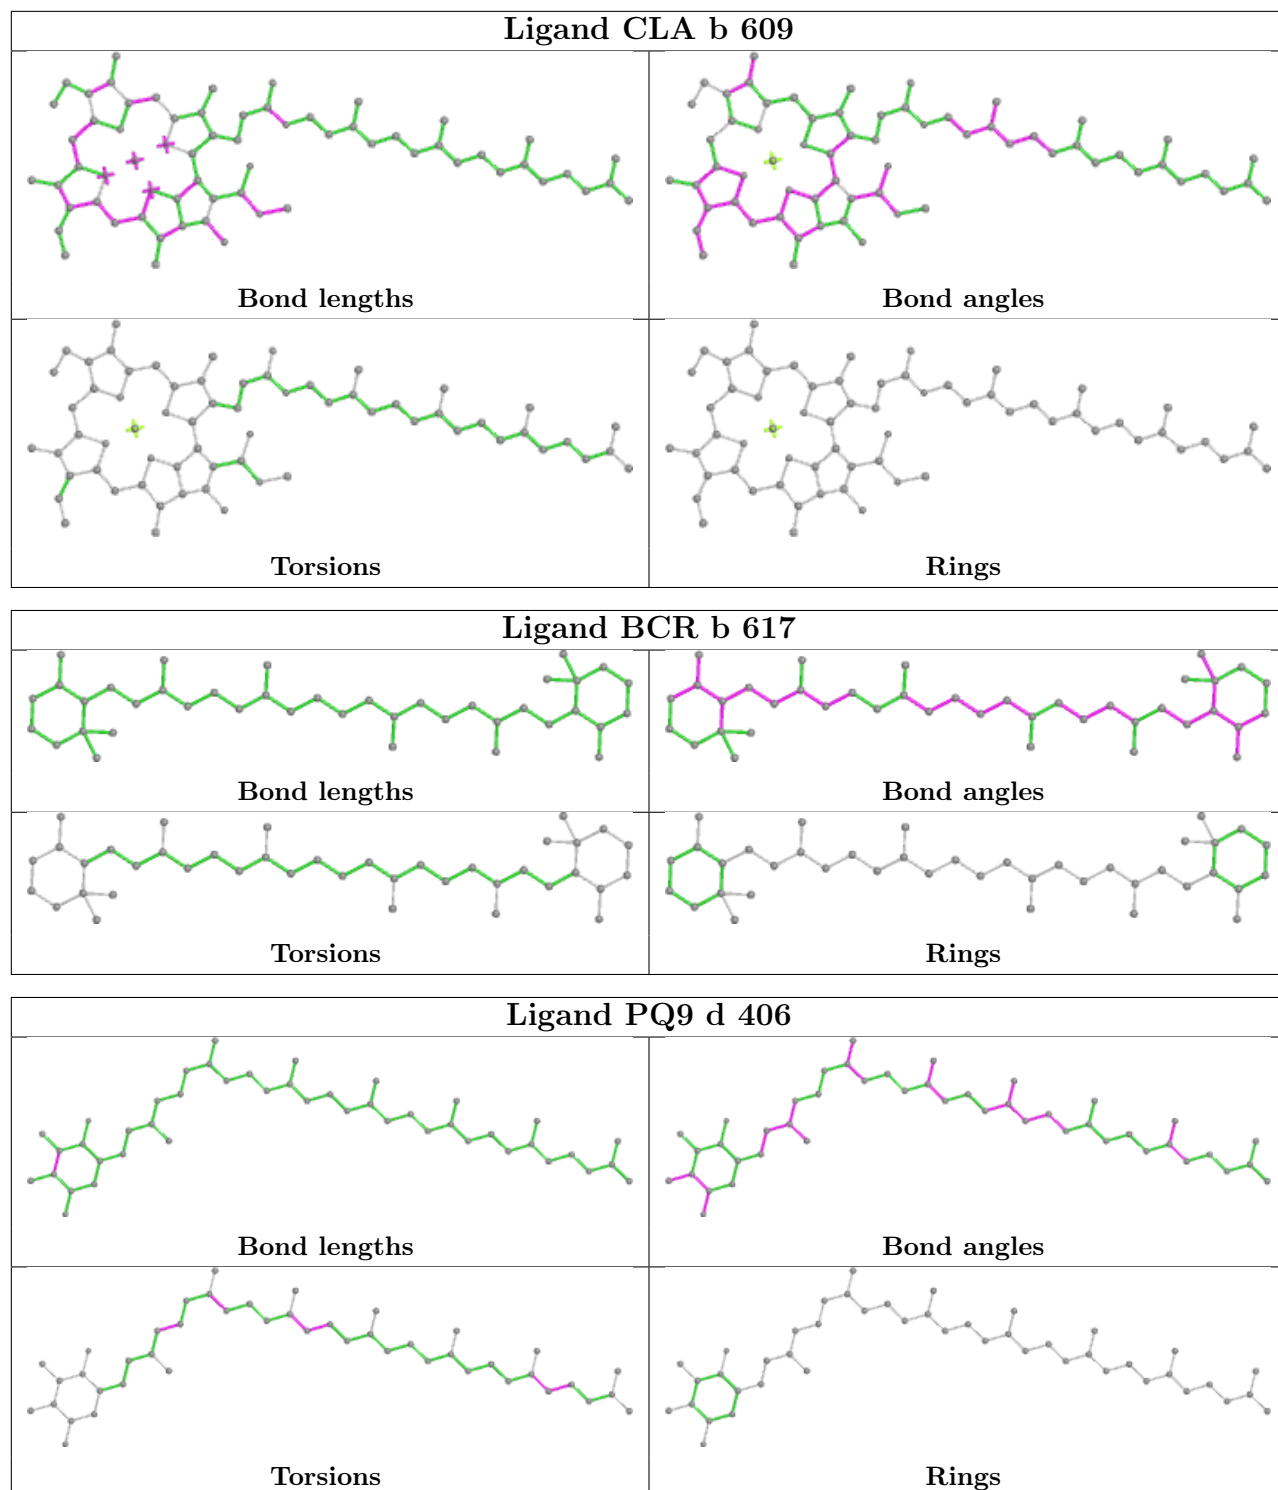 Ligand CLA b 609
Bond lengths
Bond angles
Torsions
Rings
Ligand BCR b 617
Bond lengths
Bond angles
Torsions
Rings
Ligand PQ9 d 406
Bond lengths
Bond angles
Torsions
Rings